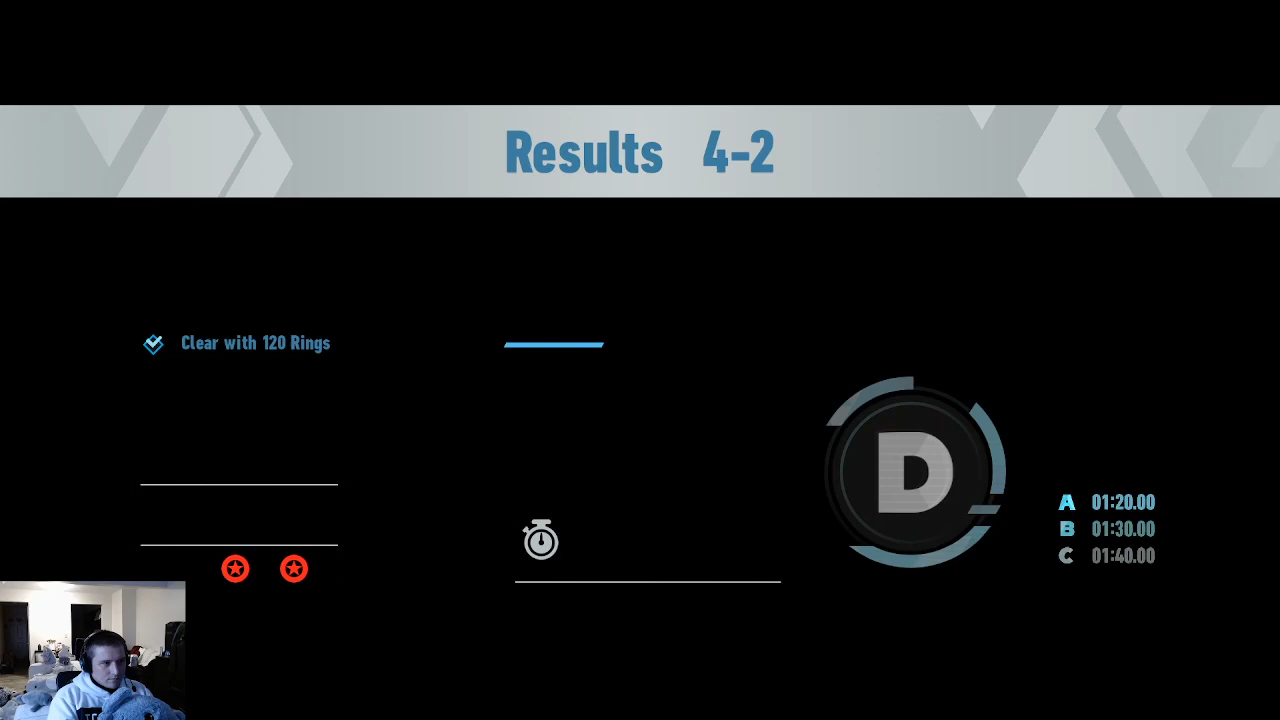 Results 4-2
Clear with 120 Rings
D
A 01:20.00
B 01:30.00
C 01:40.00